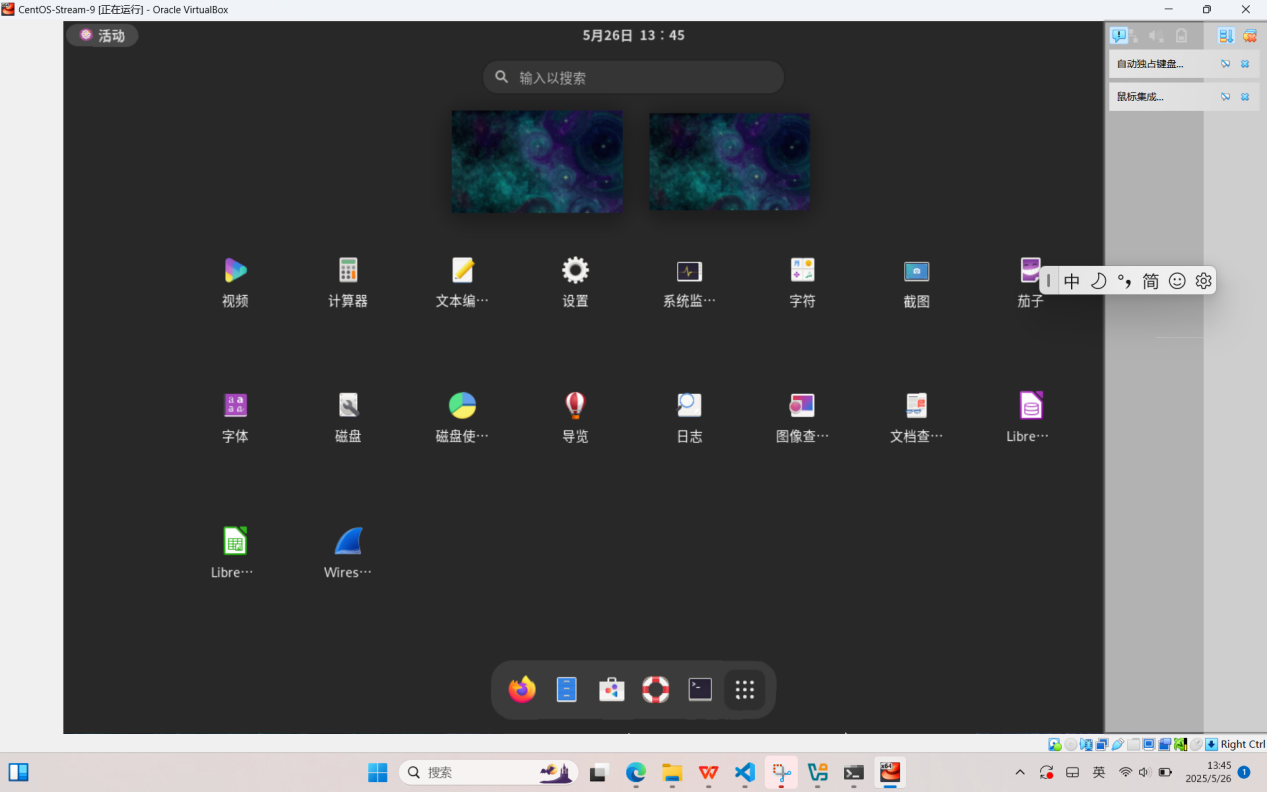 CentOS-Stream-9 [正在运行] - Oracle VirtualBox
活动
5月26日 13：45
输入以搜索
自动独占键盘...
鼠标集成...
视频
计算器
文本编…
设置
系统监…
字符
截图
茄子
中 简
字体
磁盘
磁盘使…
导览
日志
图像查…
文档查…
Libre…
Libre…
Wires…
Right Ctrl
搜索
英
13:45
2025/5/26
1